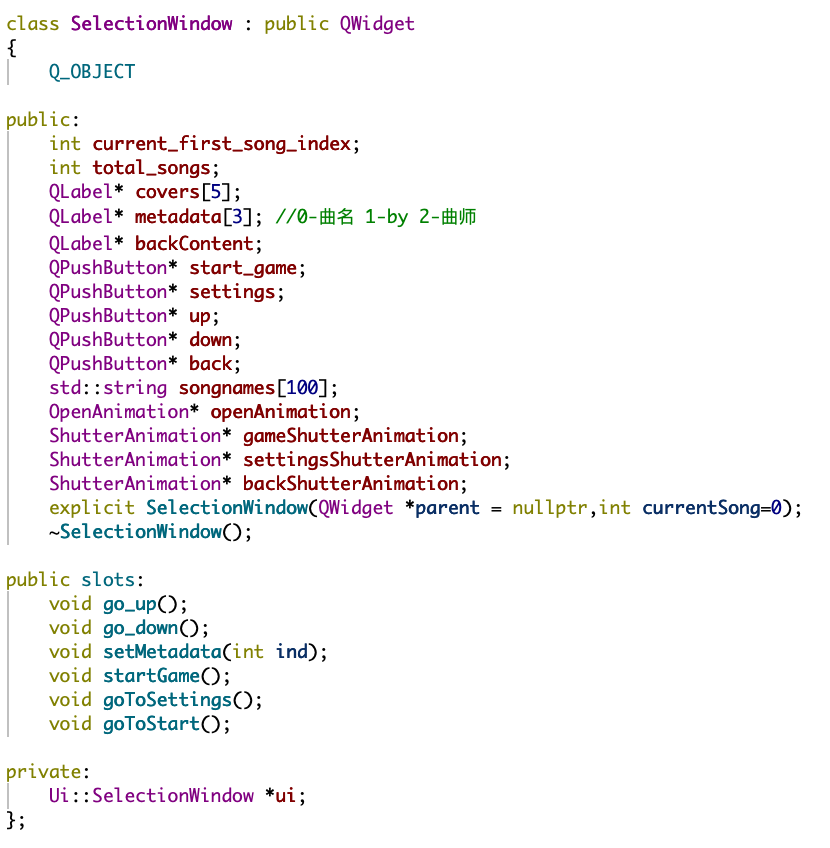 class SelectionWindow : public QWidget
{
    Q_OBJECT

public:
    int current_first_song_index;
    int total_songs;
    QLabel* covers[5];
    QLabel* metadata[3]; //0-曲名 1-by 2-曲师
    QLabel* backContent;
    QPushButton* start_game;
    QPushButton* settings;
    QPushButton* up;
    QPushButton* down;
    QPushButton* back;
    std::string songnames[100];
    OpenAnimation* openAnimation;
    ShutterAnimation* gameShutterAnimation;
    ShutterAnimation* settingsShutterAnimation;
    ShutterAnimation* backShutterAnimation;
    explicit SelectionWindow(QWidget *parent = nullptr,int currentSong=0);
    ~SelectionWindow();

public slots:
    void go_up();
    void go_down();
    void setMetadata(int ind);
    void startGame();
    void goToSettings();
    void goToStart();

private:
    Ui::SelectionWindow *ui;
};